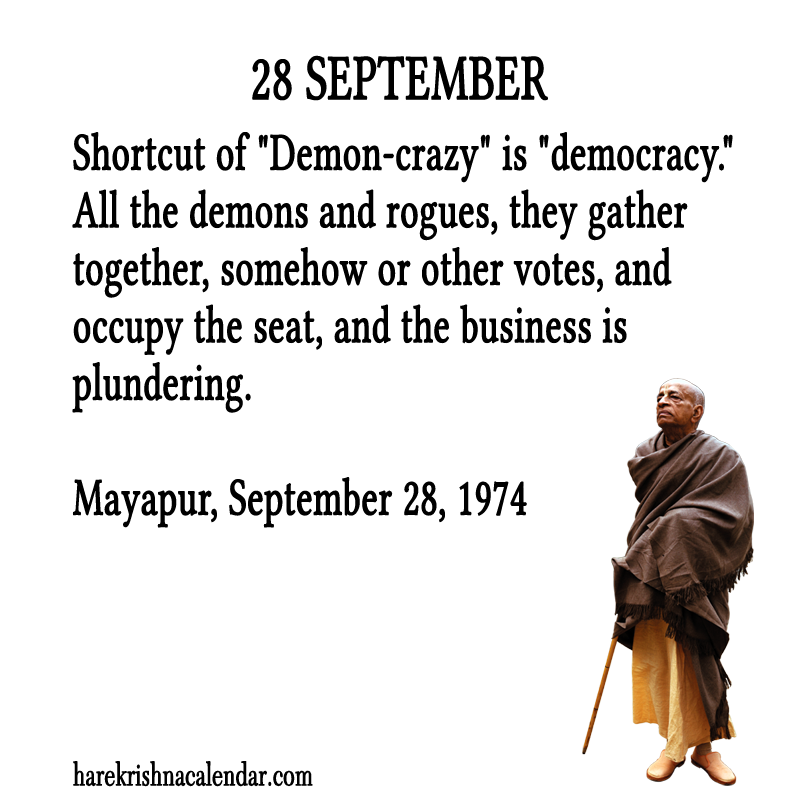 28 SEPTEMBER
Shortcut of "Demon-crazy" is "democracy."
All the demons and rogues, they gather
together, somehow or other votes, and
occupy the seat, and the business is
plundering.
Mayapur, September 28, 1974
harekrishnacalendar.com